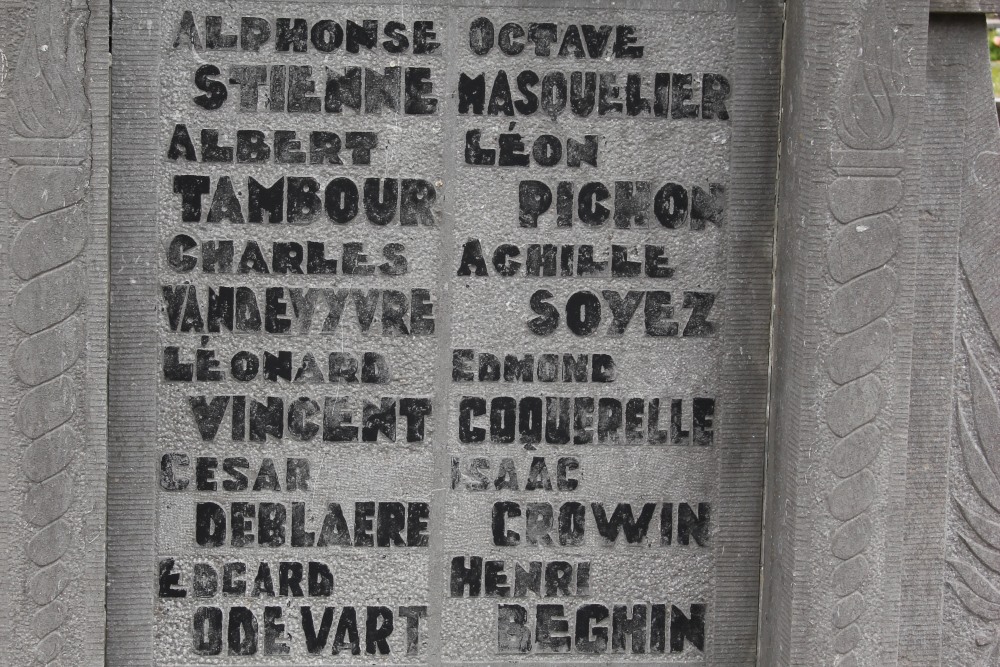 ALPHONSE
STIENNE
ALBERT
TAMBOUR
CHARLES
VANDEVYVRE
LÉONARD
VINCENT
CESAR
DEBLAERE
EDGARD
ODEVART
OCTAVE
MASQUELIER
LÉON
PICHON
ACHILLE
SOYEZ
EDMOND
COQUERELLE
ISAAC
CROWIN
HENRI
BEGHIN